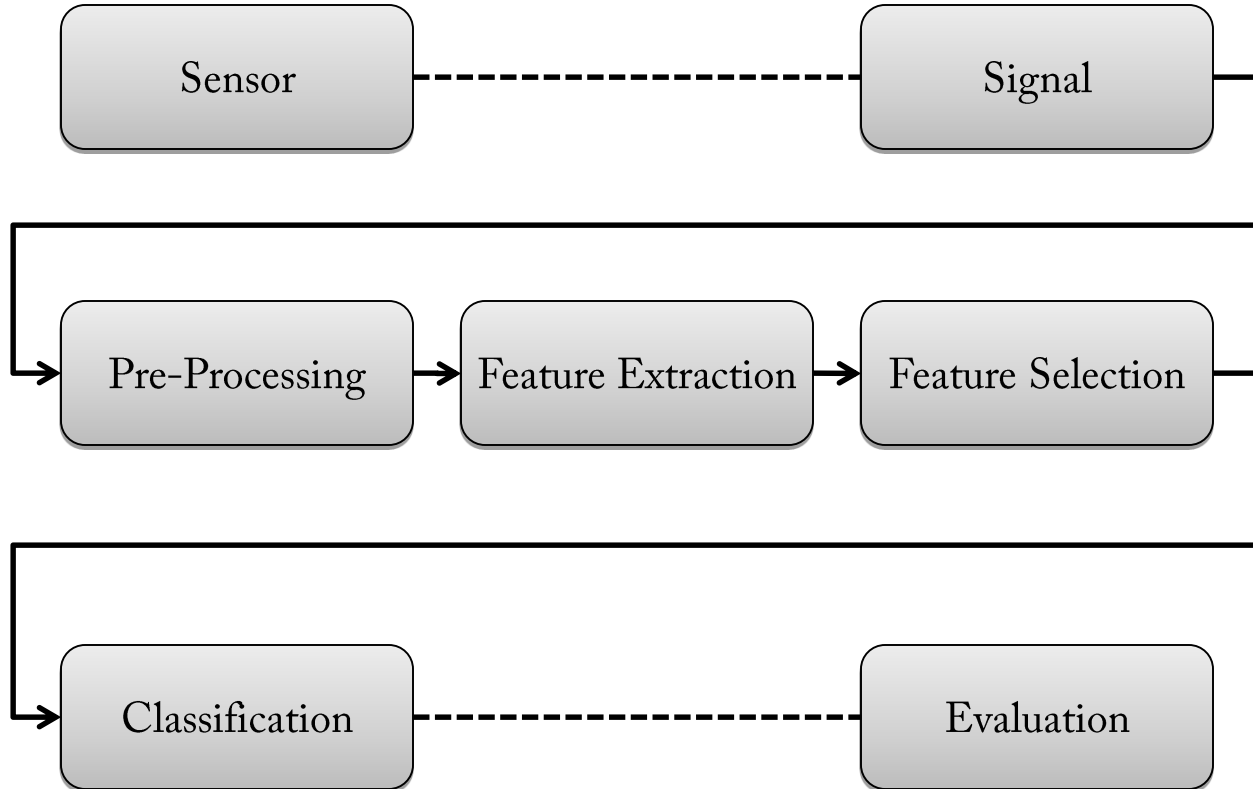 Sensor
Signal
Pre-Processing
Feature Extraction
Feature Selection
Classification
Evaluation